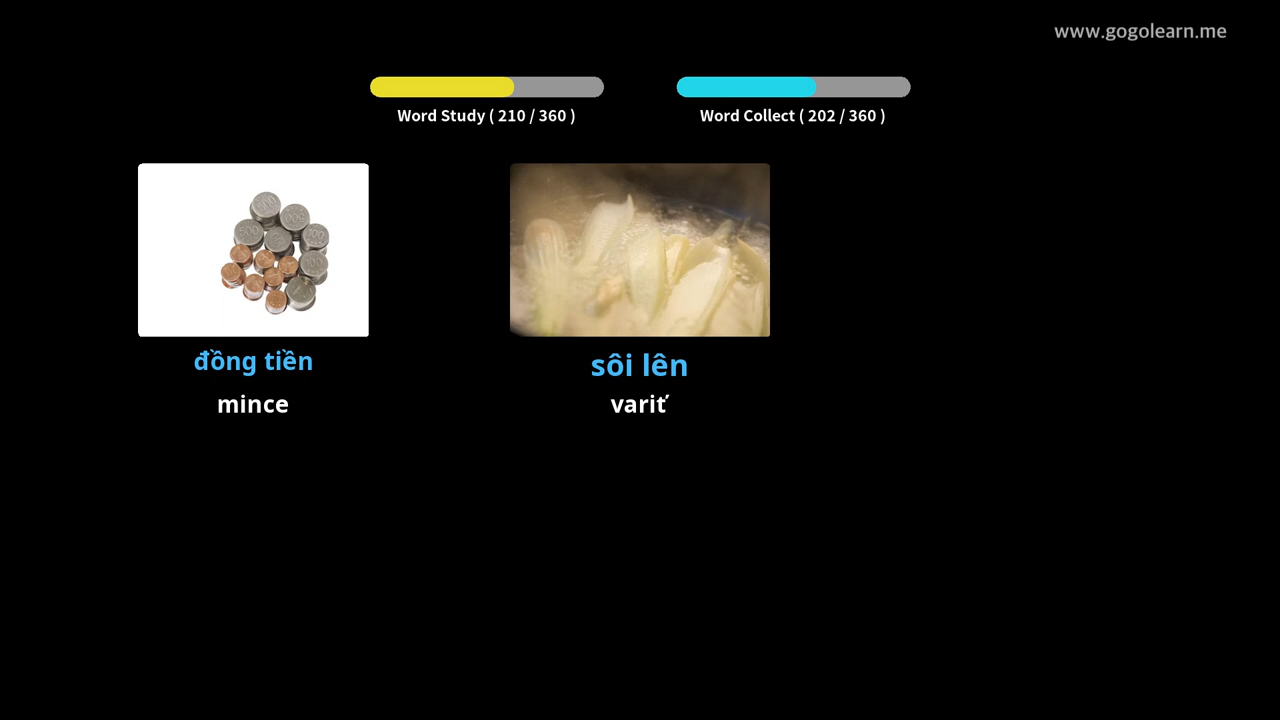 www.gogolearn.me
Word Study ( 210 / 360 )
Word Collect ( 202 / 360 )
đồng tiền
mince
sôi lên
variť